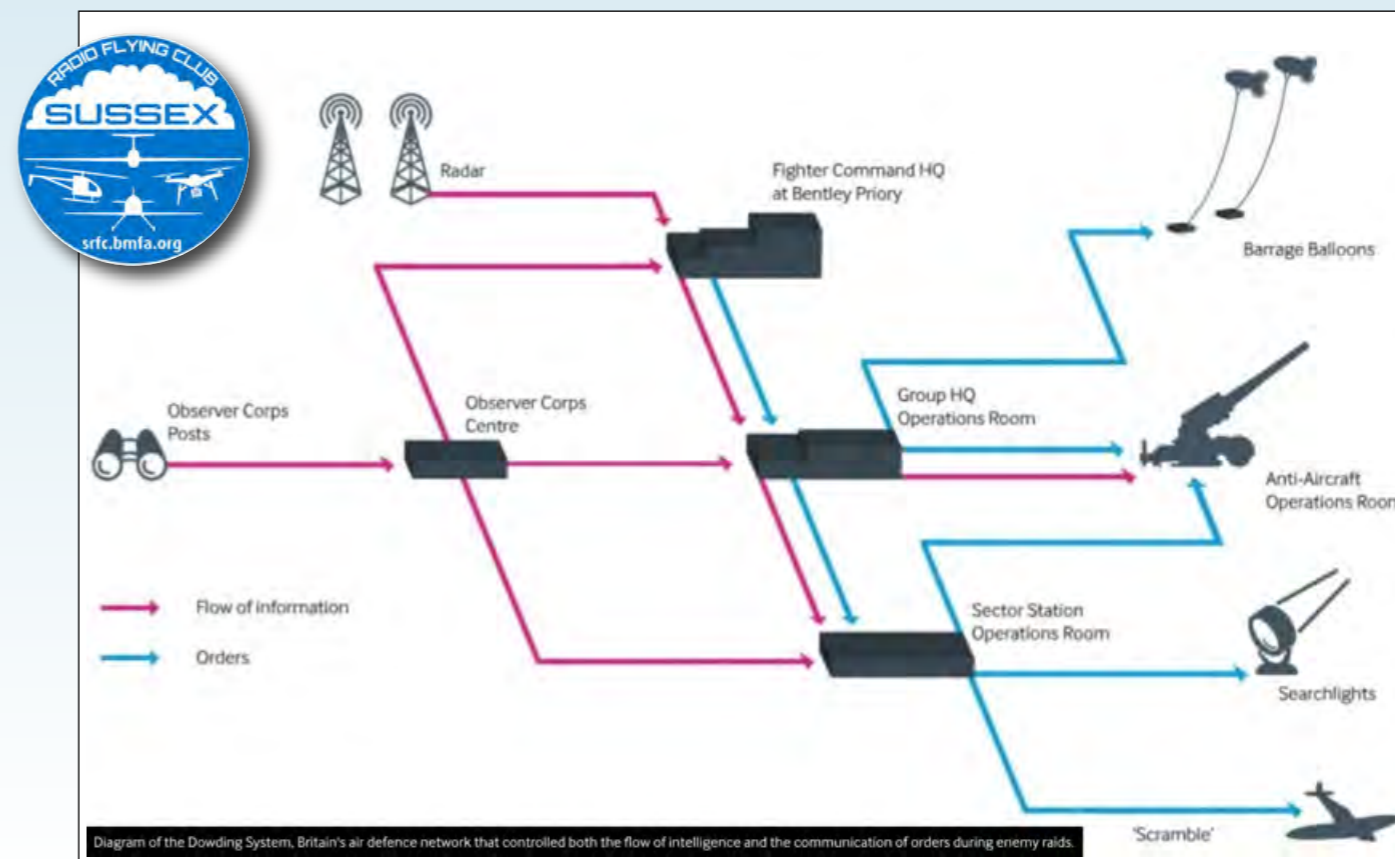 RADIO FLYING CLUB
SUSSEX
srfc.bmfa.org
Radar
Fighter Command HQ
at Bentley Priory
Barrage Balloons
Observer Corps
Posts
Observer Corps
Centre
Group HQ
Operations Room
Anti-Aircraft
Operations Room
Flow of information
Orders
Sector Station
Operations Room
Searchlights
'Scramble'
Diagram of the Dowding System, Britain's air defence network that controlled both the flow of intelligence and the communication of orders during enemy raids.